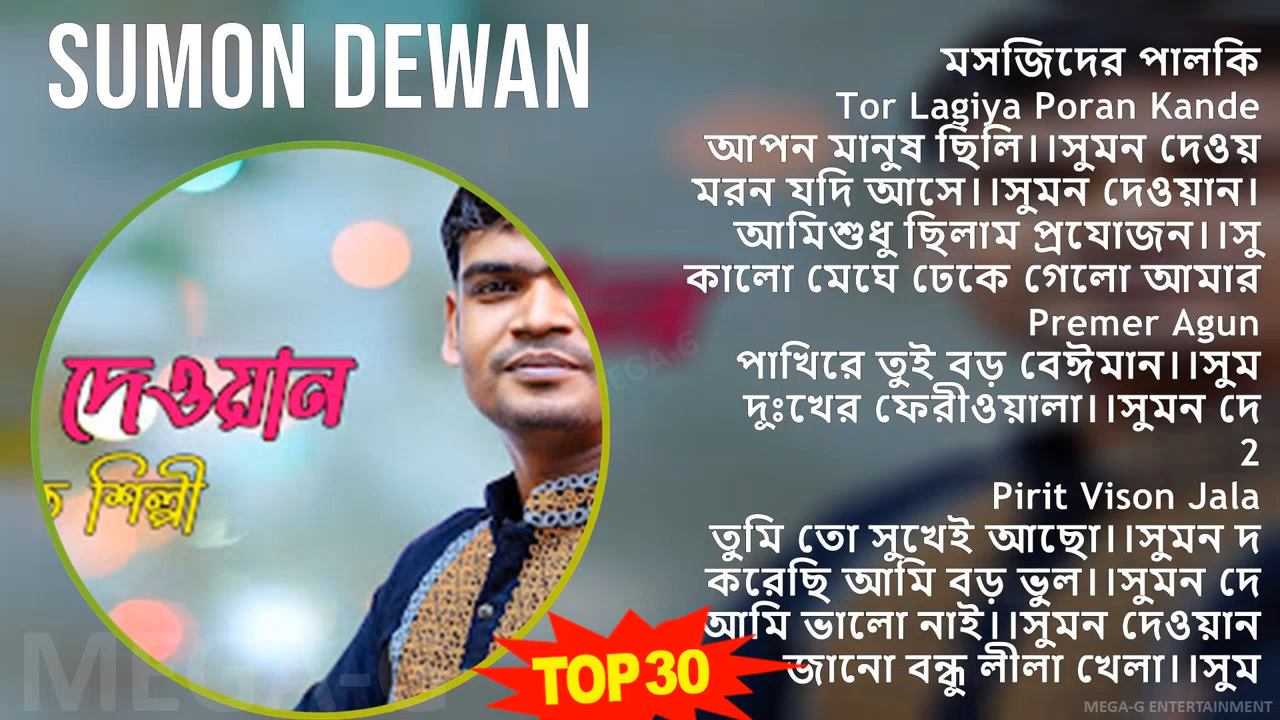 SUMON DEWAN
মসজিদের পালকি
Tor Lagiya Poran Kande
আপন মানুষ ছিলি।।সুমন দেওয়
মরন যদি আসে।।সুমন দেওয়ান।
আমিশুধু ছিলাম প্রযোজন।।সু
কালো মেঘে ঢেকে গেলো আমার
Premer Agun
পাখিরে তুই বড় বেঈমান।।সুম
দূঃখের ফেরীওয়ালা।।সুমন দে
2
Pirit Vison Jala
তুমি তো সুখেই আছো।।সুমন দ
করেছি আমি বড় ভুল।।সুমন দে
আমি ভালো নাই।।সুমন দেওয়ান
জানো বন্ধু লীলা খেলা।।সুম
দেওয়ান
শিল্পী
TOP 30
MEGA-G
MEGA-G
MEGA-G ENTERTAINMENT